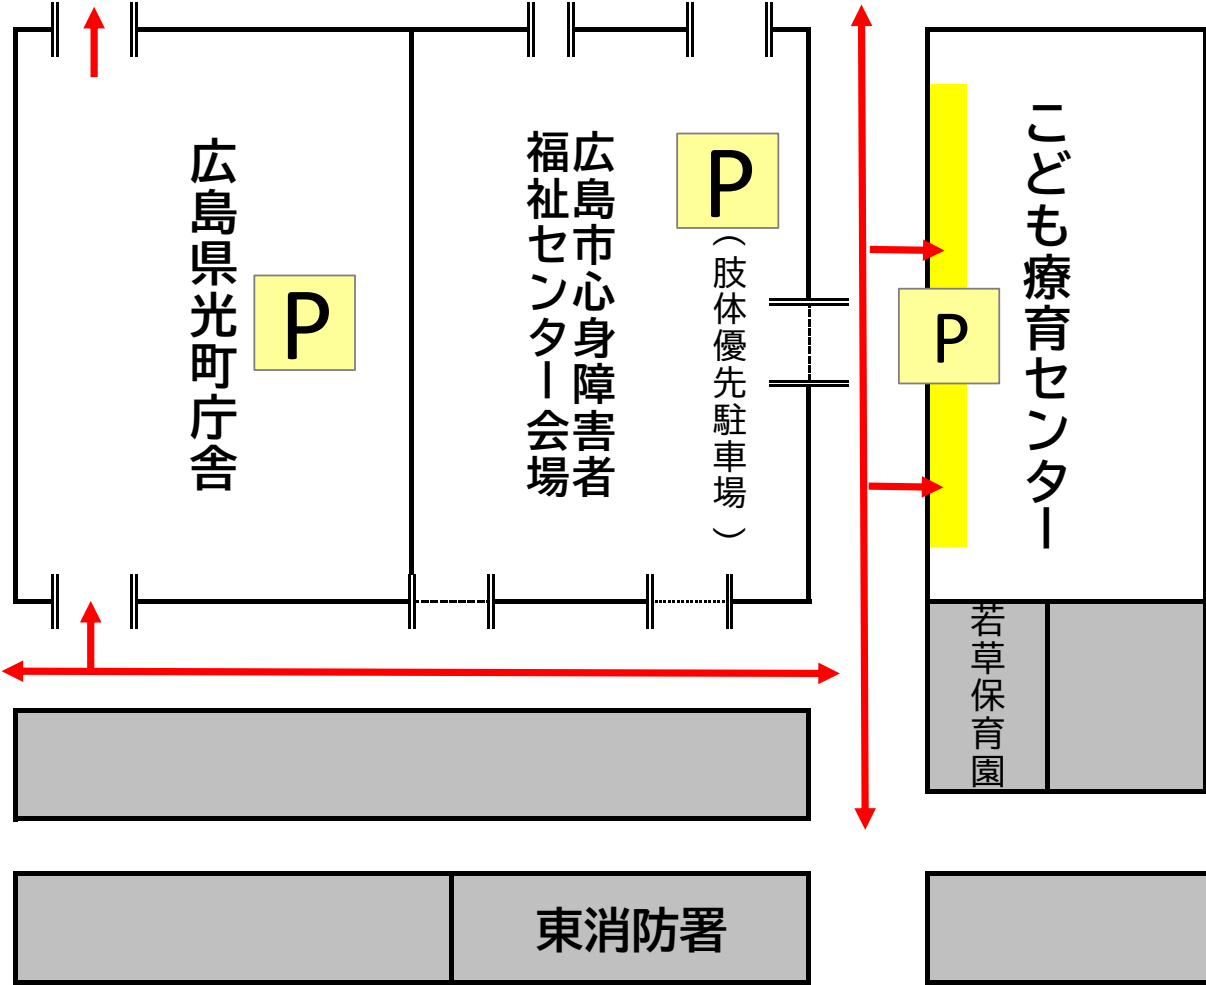 広島県光町庁舎
P
広島市心身障害者
福祉センター会場
P
（肢体優先駐車場）
P
こども療育センター
若草保育園
東消防署